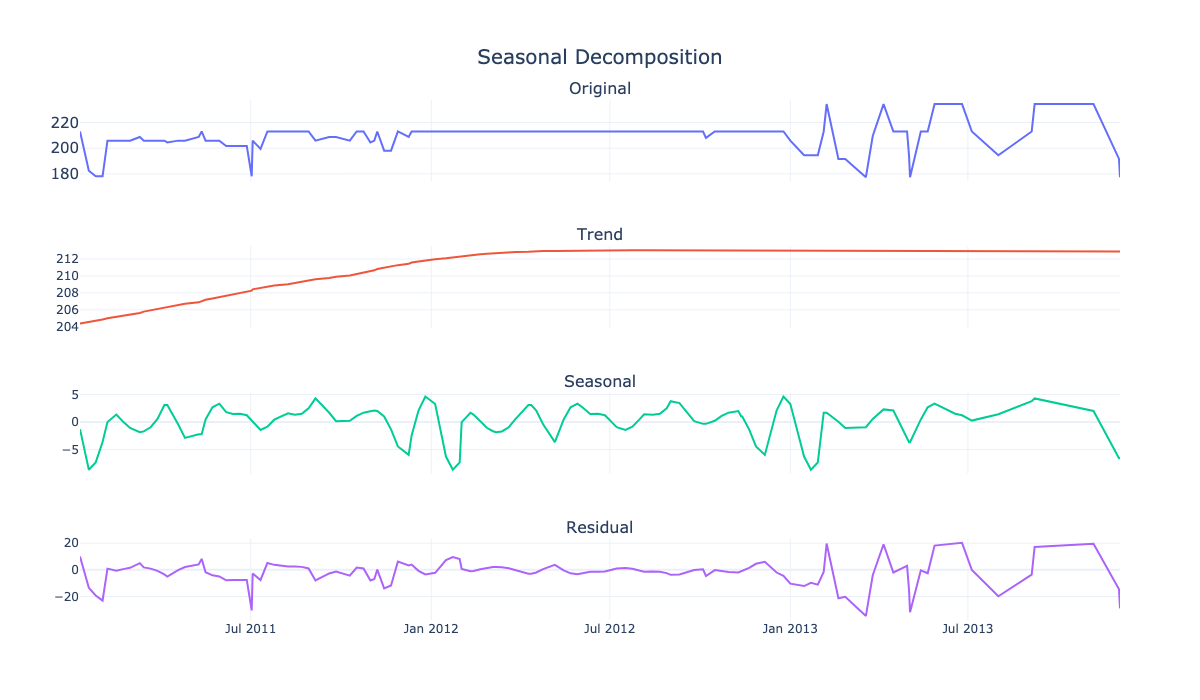 Seasonal Decomposition
Original
220
200
180
Trend
212
210
208
206
204
Seasonal
5
0
−5
Residual
20
0
−20
Jul 2011 Jan 2012 Jul 2012 Jan 2013 Jul 2013